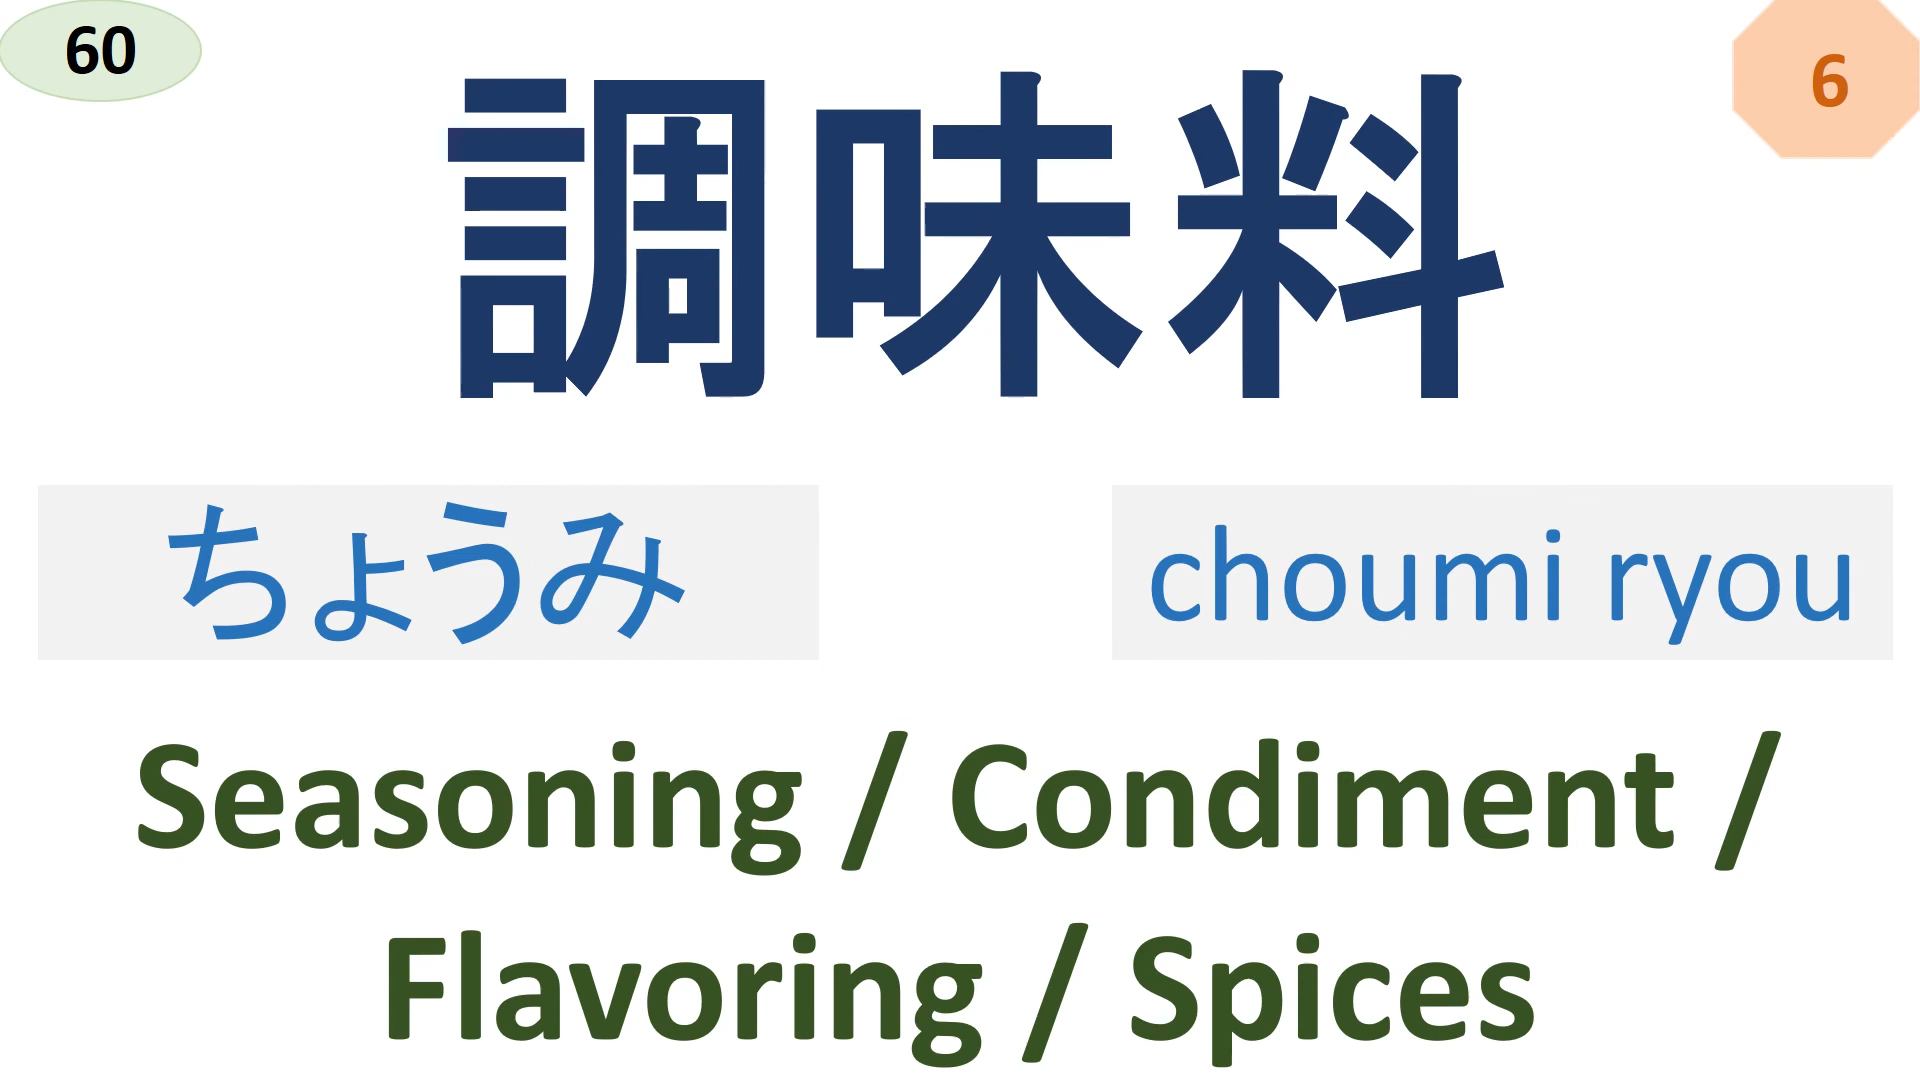 60
6
調味料
ちょうみ
choumi ryou
Seasoning / Condiment /
Flavoring / Spices